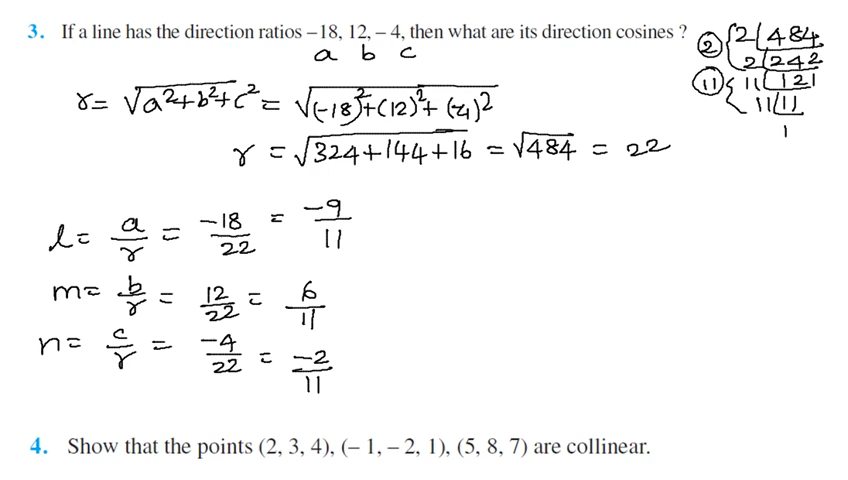 3. If a line has the direction ratios –18, 12, – 4, then what are its direction cosines ?
a b c
r = √(a²+b²+c²) = √((-18)²+(12)²+(-4)²)
r = √(324+144+16) = √484 = 22
2 | 484
2 | 242
11 | 121
11 | 11
1
② ⑪
l = a/r = -18/22 = -9/11
m = b/r = 12/22 = 6/11
n = c/r = -4/22 = -2/11
4. Show that the points (2, 3, 4), (– 1, – 2, 1), (5, 8, 7) are collinear.